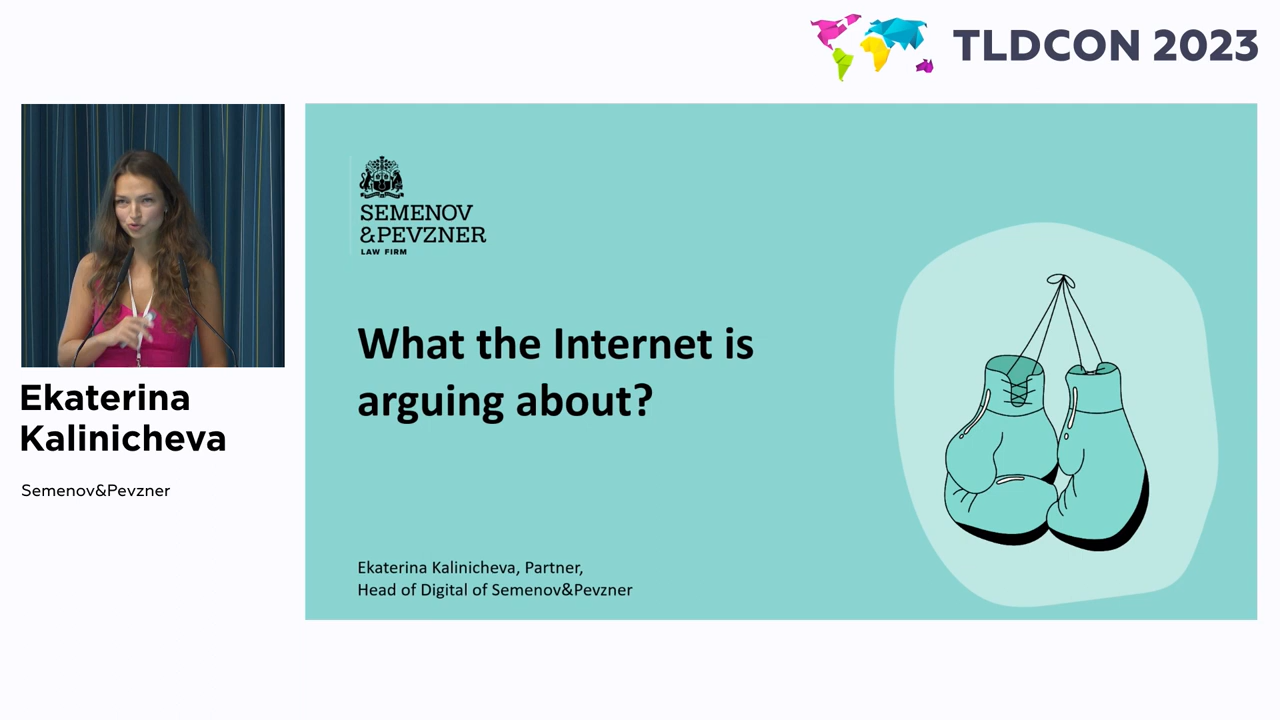 TLDCON 2023
SEMENOV
&PEVZNER
LAW FIRM
What the Internet is
arguing about?
Ekaterina Kalinicheva, Partner,
Head of Digital of Semenov&Pevzner
Ekaterina
Kalinicheva
Semenov&Pevzner